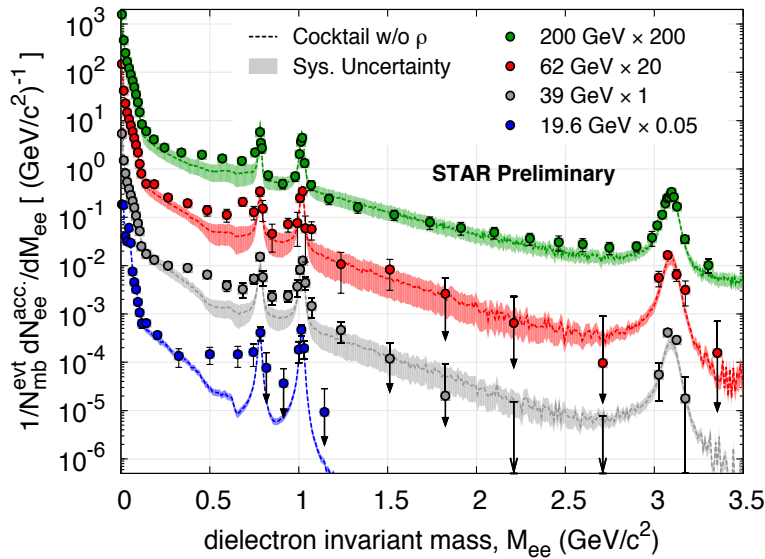 1/N_mb^evt dN_ee^acc./dM_ee [ (GeV/c²)⁻¹ ]
10³
10²
10¹
10⁰
10⁻¹
10⁻²
10⁻³
10⁻⁴
10⁻⁵
10⁻⁶
Cocktail w/o ρ
Sys. Uncertainty
200 GeV × 200
62 GeV × 20
39 GeV × 1
19.6 GeV × 0.05
STAR Preliminary
0 0.5 1 1.5 2 2.5 3 3.5
dielectron invariant mass, M_ee (GeV/c²)